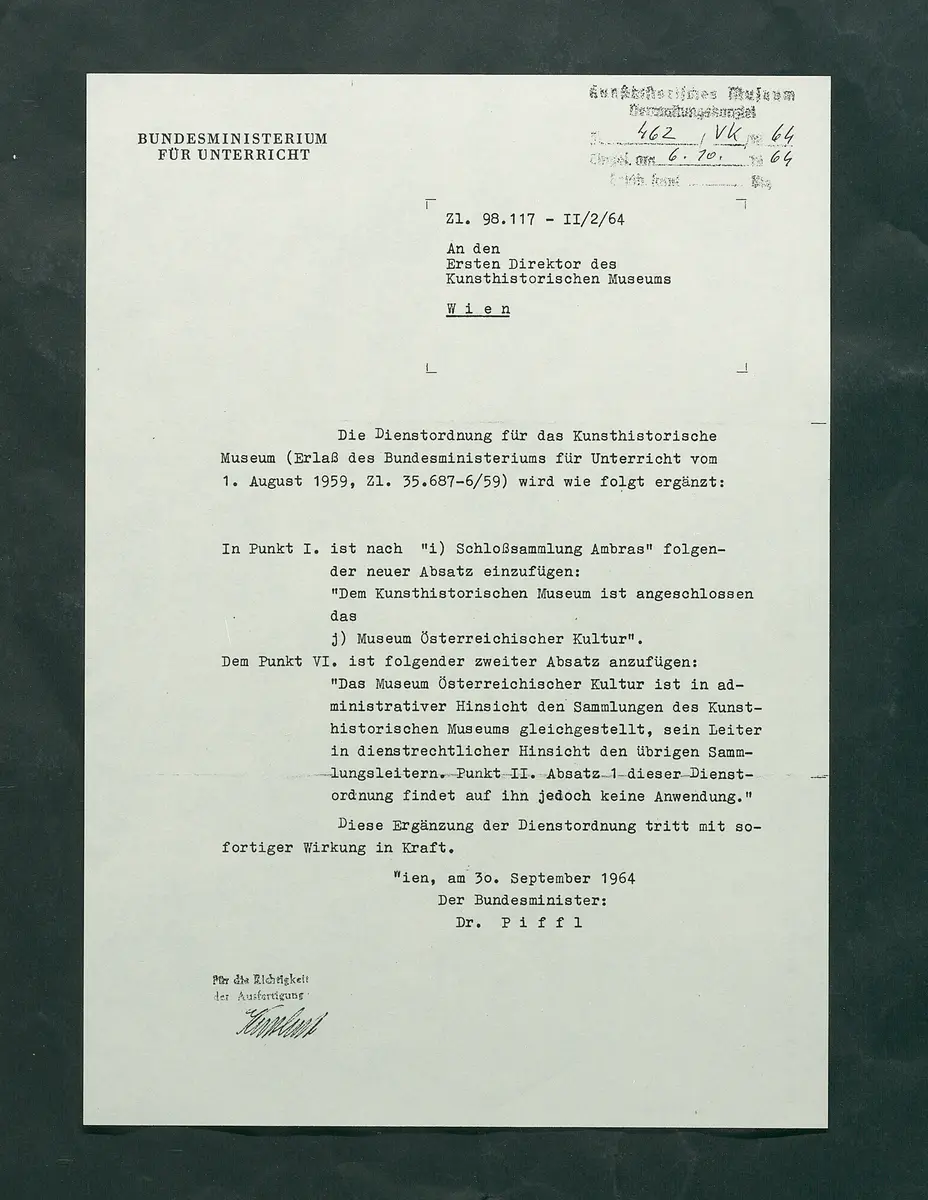 BUNDESMINISTERIUM
FÜR UNTERRICHT
Kunsthistorisches Museum
Verwaltungskanzlei
462 / VK 64
Eingel. am 6. 10. 64
Zl. 98.117 - II/2/64
An den
Ersten Direktor des
Kunsthistorischen Museums
W i e n
Die Dienstordnung für das Kunsthistorische
Museum (Erlaß des Bundesministeriums für Unterricht vom
1. August 1959, Zl. 35.687-6/59) wird wie folgt ergänzt:
In Punkt I. ist nach "i) Schloßsammlung Ambras" folgen-
der neuer Absatz einzufügen:
"Dem Kunsthistorischen Museum ist angeschlossen
das
j) Museum Österreichischer Kultur".
Dem Punkt VI. ist folgender zweiter Absatz anzufügen:
"Das Museum Österreichischer Kultur ist in ad-
ministrativer Hinsicht den Sammlungen des Kunst-
historischen Museums gleichgestellt, sein Leiter
in dienstrechtlicher Hinsicht den übrigen Samm-
lungsleitern. Punkt II. Absatz 1 dieser Dienst-
ordnung findet auf ihn jedoch keine Anwendung."
Diese Ergänzung der Dienstordnung tritt mit so-
fortiger Wirkung in Kraft.
Wien, am 3o. September 1964
Der Bundesminister:
Dr. P i f f l
Für die Richtigkeit
der Ausfertigung